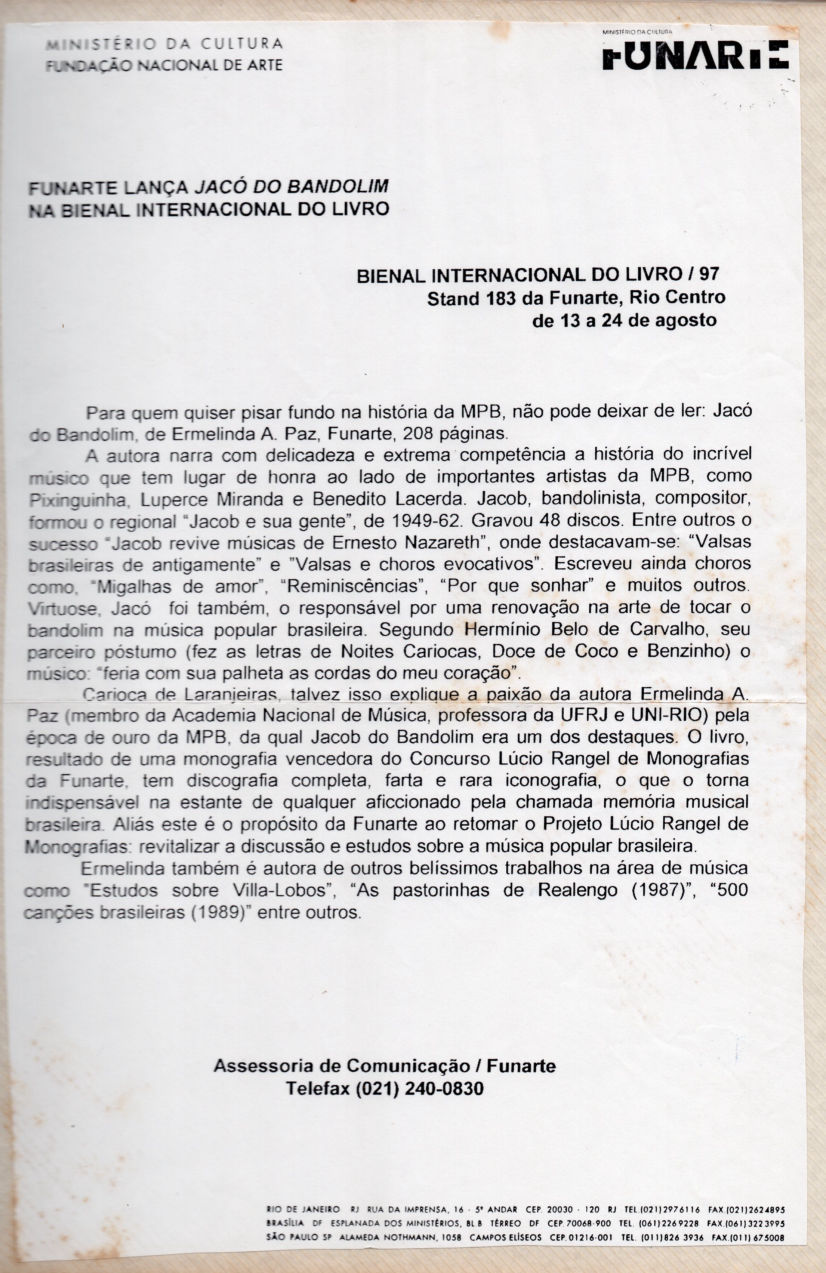 MINISTÉRIO DA CULTURA
FUNDAÇÃO NACIONAL DE ARTE
MINISTÉRIO DA CULTURA
FUNARTE
FUNARTE LANÇA JACÓ DO BANDOLIM
NA BIENAL INTERNACIONAL DO LIVRO
BIENAL INTERNACIONAL DO LIVRO / 97
Stand 183 da Funarte, Rio Centro
de 13 a 24 de agosto
Para quem quiser pisar fundo na história da MPB, não pode deixar de ler: Jacó
do Bandolim, de Ermelinda A. Paz, Funarte, 208 páginas.
A autora narra com delicadeza e extrema competência a história do incrível
músico que tem lugar de honra ao lado de importantes artistas da MPB, como
Pixinguinha, Luperce Miranda e Benedito Lacerda. Jacob, bandolinista, compositor,
formou o regional “Jacob e sua gente”, de 1949-62. Gravou 48 discos. Entre outros o
sucesso “Jacob revive músicas de Ernesto Nazareth”, onde destacavam-se: “Valsas
brasileiras de antigamente” e ”Valsas e choros evocativos”. Escreveu ainda choros
como, “Migalhas de amor”, “Reminiscências”, “Por que sonhar” e muitos outros.
Virtuose, Jacó foi também, o responsável por uma renovação na arte de tocar o
bandolim na música popular brasileira. Segundo Hermínio Belo de Carvalho, seu
parceiro póstumo (fez as letras de Noites Cariocas, Doce de Coco e Benzinho) o
músico: “feria com sua palheta as cordas do meu coração”.
Carioca de Laranjeiras, talvez isso explique a paixão da autora Ermelinda A.
Paz (membro da Academia Nacional de Música, professora da UFRJ e UNI-RIO) pela
época de ouro da MPB, da qual Jacob do Bandolim era um dos destaques. O livro,
resultado de uma monografia vencedora do Concurso Lúcio Rangel de Monografias
da Funarte, tem discografia completa, farta e rara iconografia, o que o torna
indispensável na estante de qualquer aficcionado pela chamada memória musical
brasileira. Aliás este é o propósito da Funarte ao retomar o Projeto Lúcio Rangel de
Monografias: revitalizar a discussão e estudos sobre a música popular brasileira.
Ermelinda também é autora de outros belíssimos trabalhos na área de música
como “Estudos sobre Villa-Lobos”, “As pastorinhas de Realengo (1987)”, “500
canções brasileiras (1989)” entre outros.
Assessoria de Comunicação / Funarte
Telefax (021) 240-0830
RIO DE JANEIRO RJ RUA DA IMPRENSA, 16 - 5º ANDAR CEP. 20030 - 120 RJ TEL.(021)2976116 FAX.(021)2624895
BRASÍLIA DF ESPLANADA DOS MINISTÉRIOS, BL B TÉRREO DF CEP. 70068-900 TEL. (061)2269228 FAX.(061)3223995
SÃO PAULO SP ALAMEDA NOTHMANN, 1058 CAMPOS ELÍSEOS CEP. 01216-001 TEL. (011)826 3936 FAX.(011)675008